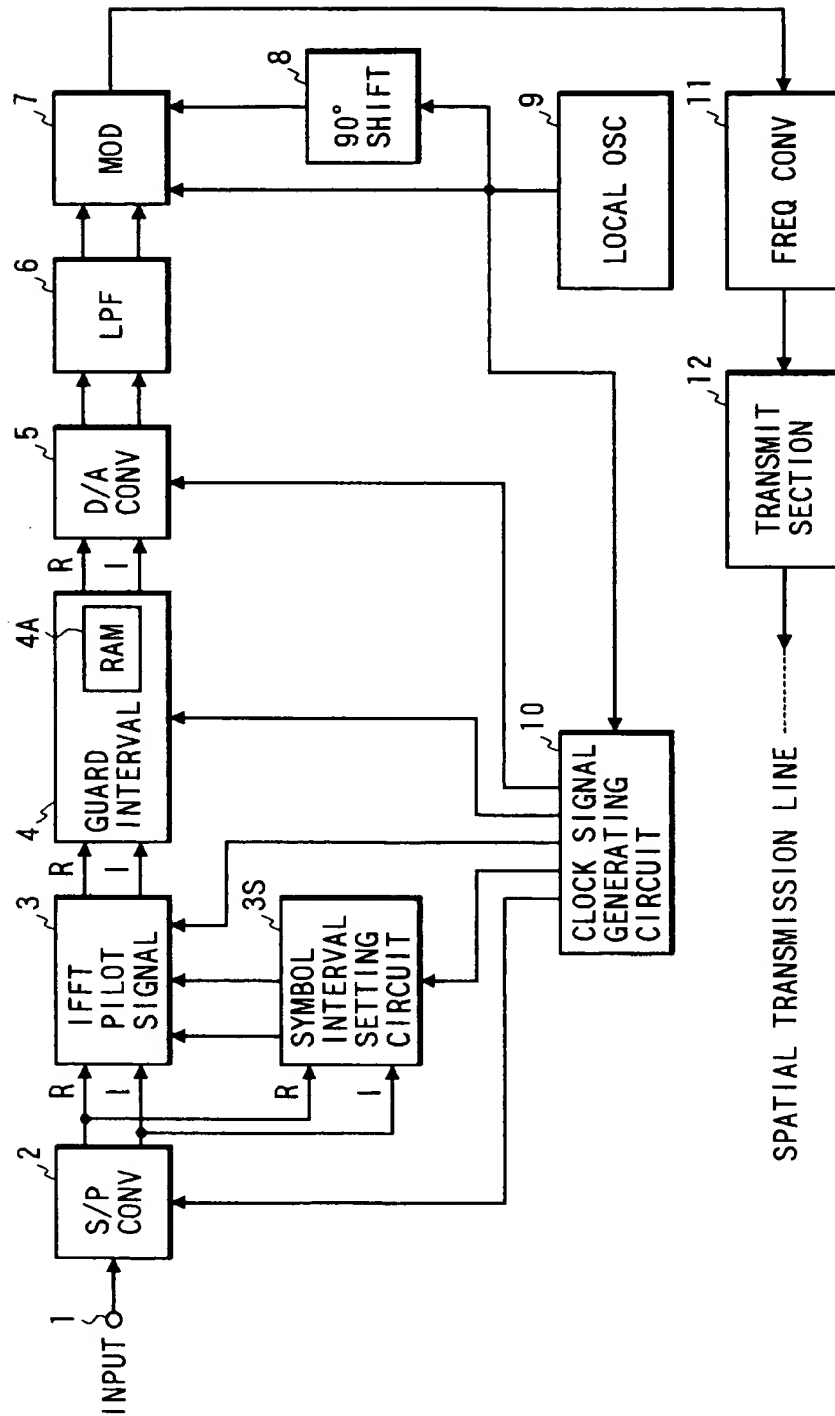 INPUT
1
2
S/P
CONV
R
I
R
I
3
IFFT
PILOT
SIGNAL
3S
SYMBOL
INTERVAL
SETTING
CIRCUIT
R
I
4
GUARD
INTERVAL
4A
RAM
R
I
5
D/A
CONV
6
LPF
7
MOD
8
90°
SHIFT
9
LOCAL OSC
10
CLOCK SIGNAL
GENERATING
CIRCUIT
11
FREQ CONV
12
TRANSMIT
SECTION
SPATIAL TRANSMISSION LINE